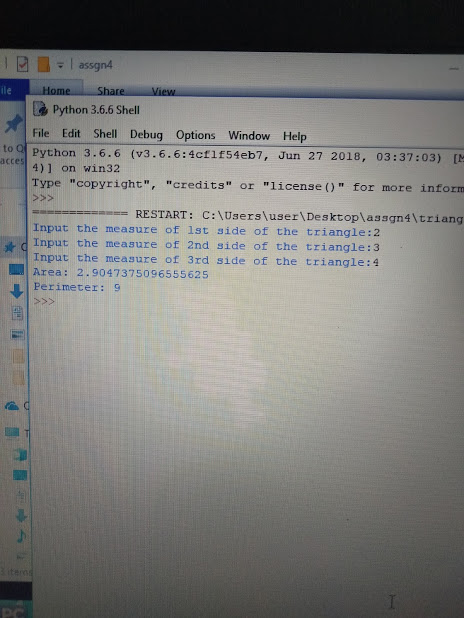 assgn4
ile Home Share View
Python 3.6.6 Shell
File Edit Shell Debug Options Window Help
to Q
acces
Python 3.6.6 (v3.6.6:4cf1f54eb7, Jun 27 2018, 03:37:03) [M
4)] on win32
Type "copyright", "credits" or "license()" for more inform
>>>
============= RESTART: C:\Users\user\Desktop\assgn4\triang
Input the measure of 1st side of the triangle:2
Input the measure of 2nd side of the triangle:3
Input the measure of 3rd side of the triangle:4
Area: 2.9047375096555625
Perimeter: 9
>>>
3 items
PC